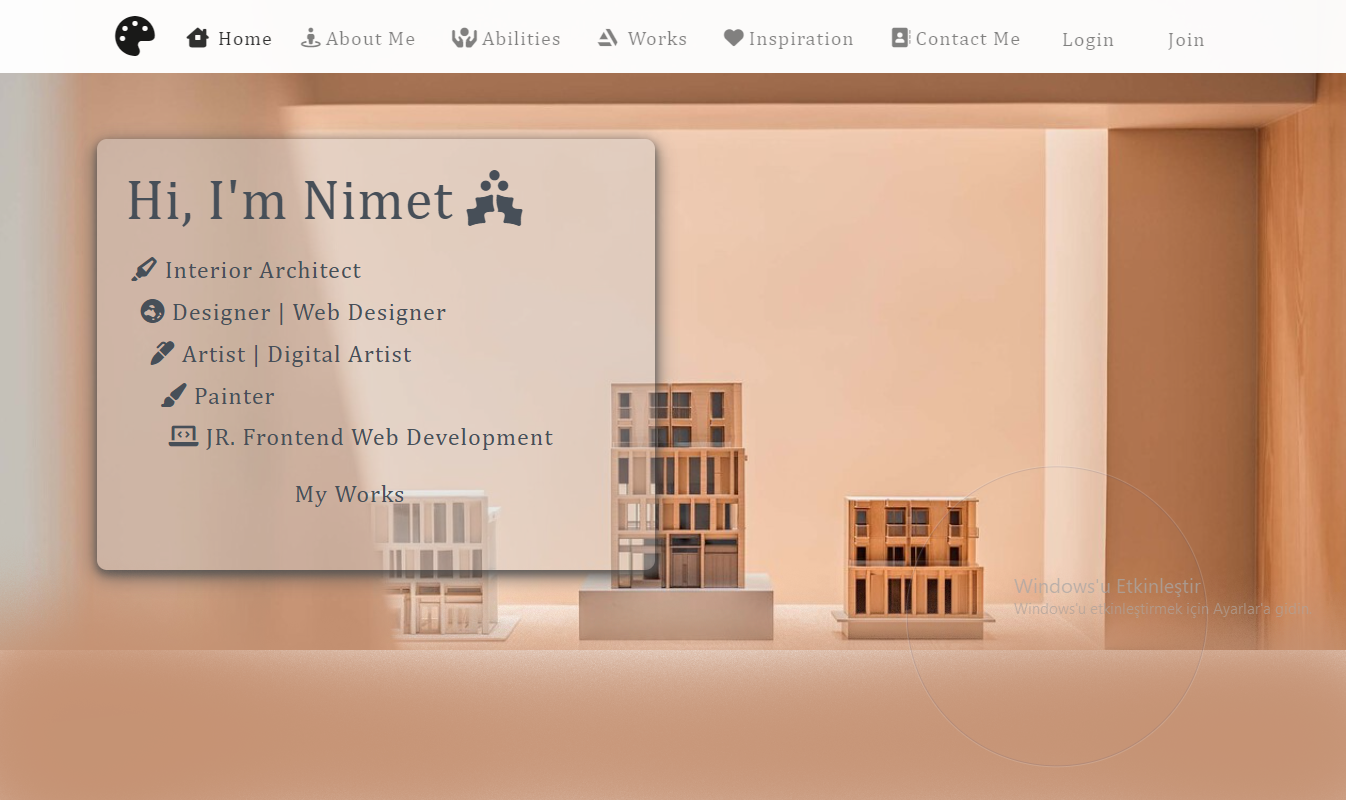 Home About Me Abilities Works Inspiration Contact Me Login Join
Hi, I'm Nimet
Interior Architect
Designer | Web Designer
Artist | Digital Artist
Painter
JR. Frontend Web Development
My Works
Windows'u Etkinleştir
Windows'u etkinleştirmek için Ayarlar'a gidin.